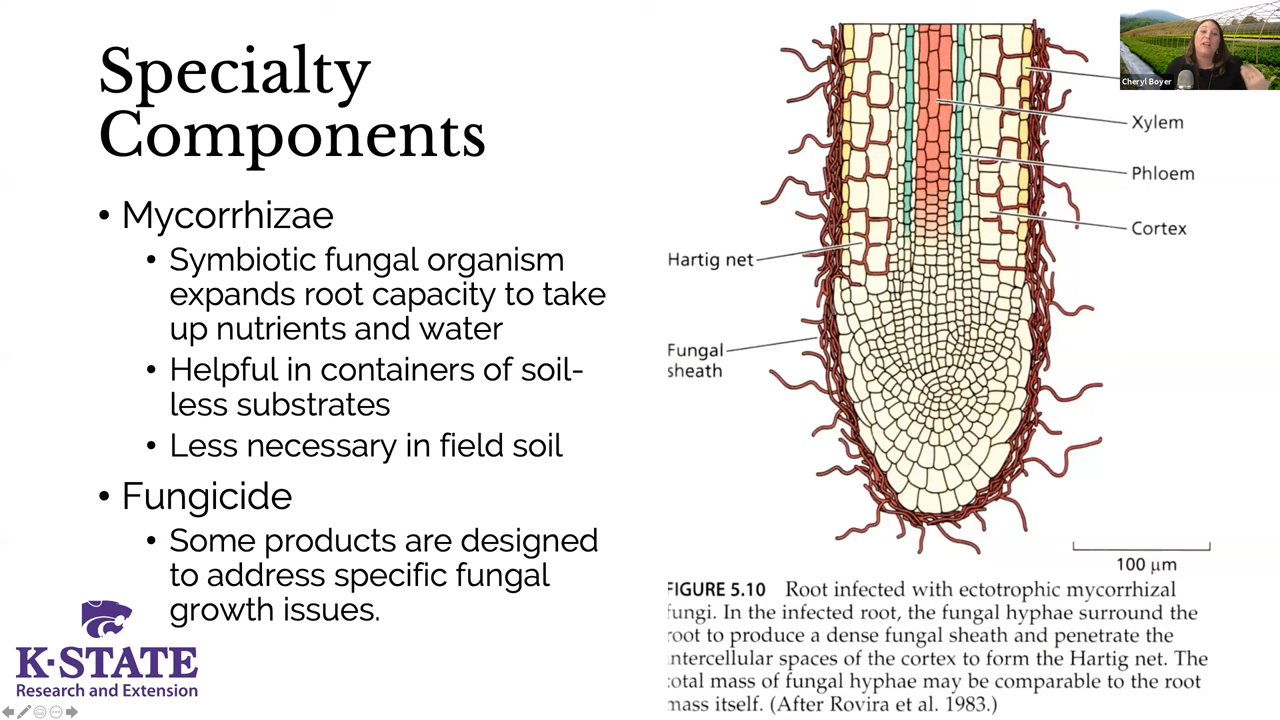 Specialty
Components
• Mycorrhizae
• Symbiotic fungal organism
expands root capacity to take
up nutrients and water
• Helpful in containers of soil-
less substrates
• Less necessary in field soil
• Fungicide
• Some products are designed
to address specific fungal
growth issues.
K-STATE
Research and Extension
Cheryl Boyer
Xylem
Phloem
Cortex
Hartig net
Fungal
sheath
100 µm
FIGURE 5.10 Root infected with ectotrophic mycorrhizal
fungi. In the infected root, the fungal hyphae surround the
root to produce a dense fungal sheath and penetrate the
intercellular spaces of the cortex to form the Hartig net. The
total mass of fungal hyphae may be comparable to the root
mass itself. (After Rovira et al. 1983.)